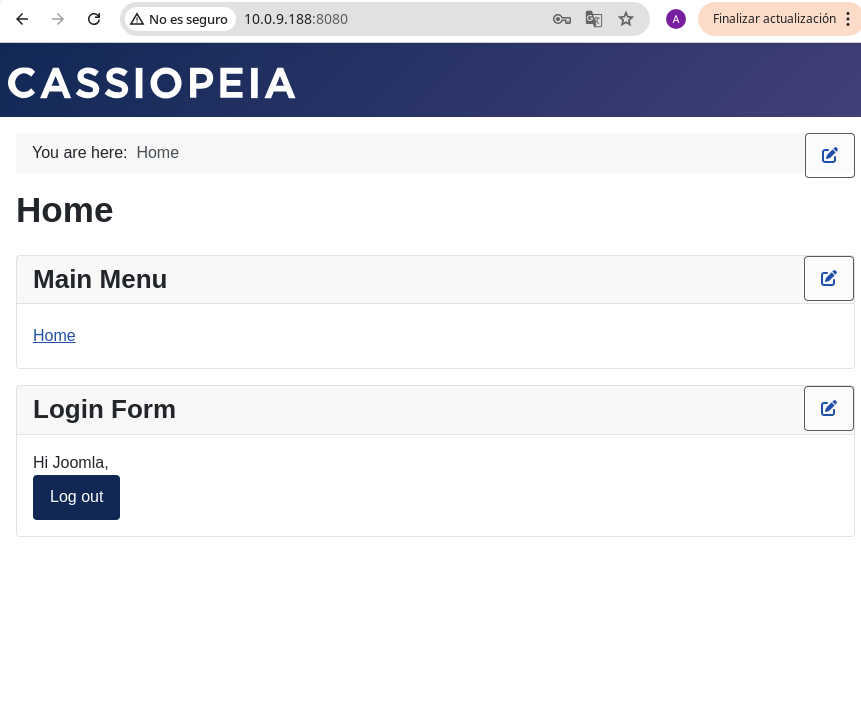 No es seguro 10.0.9.188:8080 A Finalizar actualización
CASSIOPEIA
You are here: Home
Home
Main Menu
Home
Login Form
Hi Joomla,
Log out